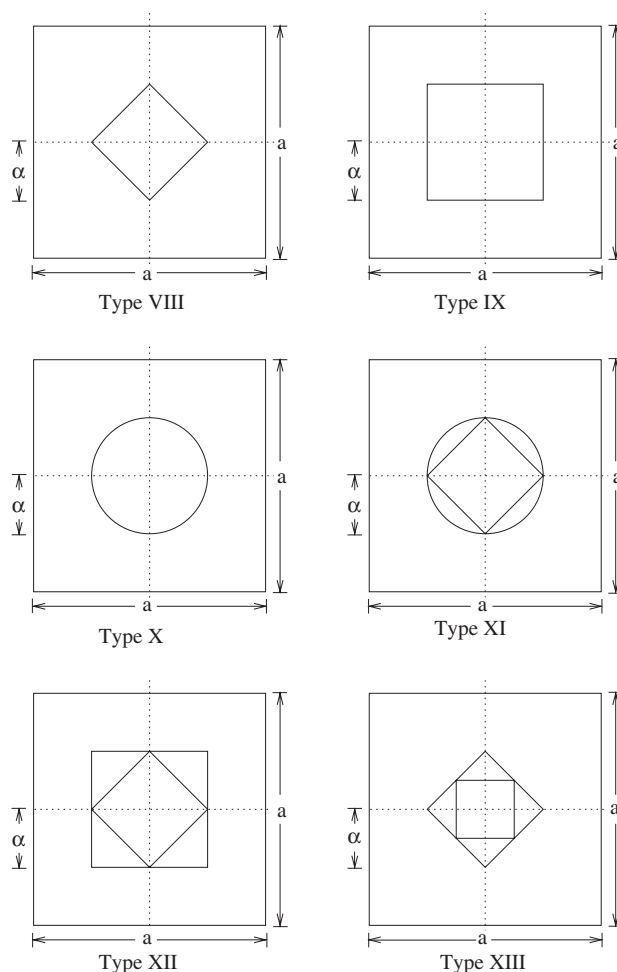 a
a
α
α
a
a
Type VIII
Type IX
a
a
α
α
a
a
Type X
Type XI
a
a
α
α
a
a
Type XII
Type XIII